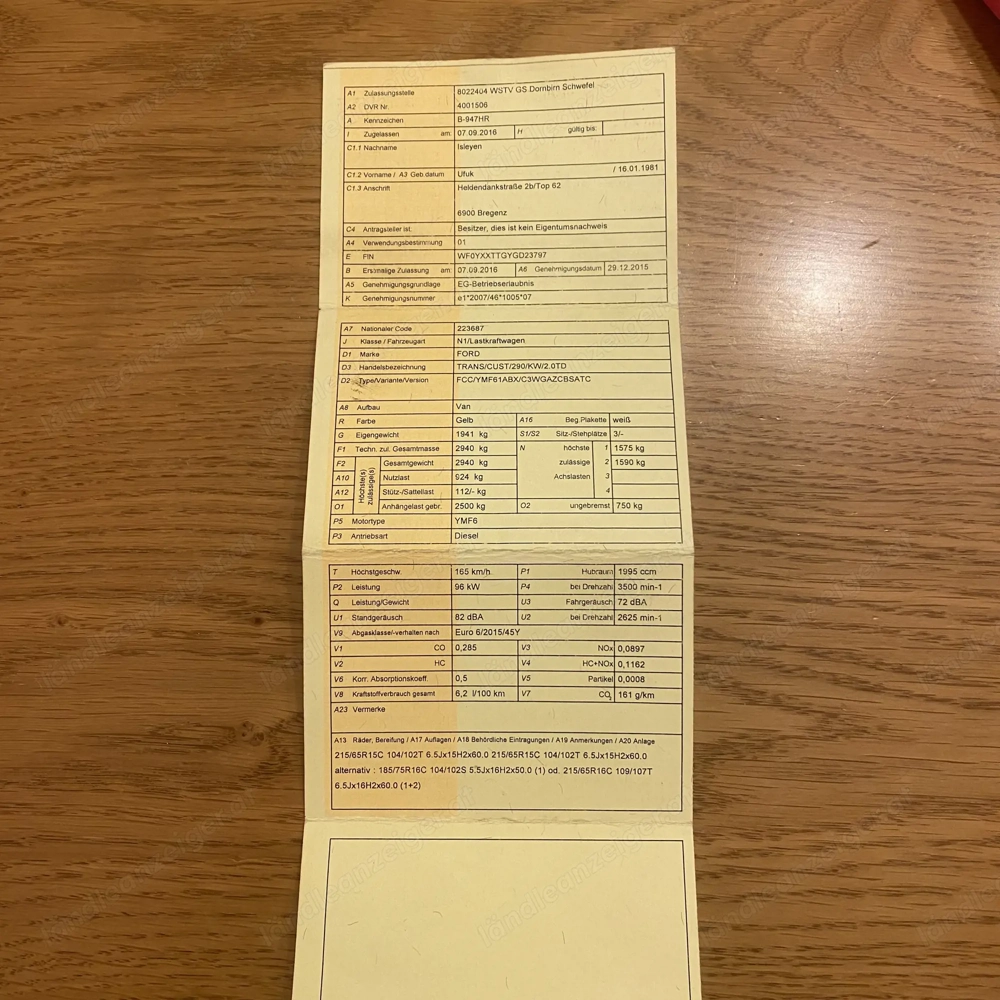 A1 Zulassungsstelle 8022404 WSTV GS Dornbirn Schwefel
A2 DVR Nr. 4001506
A Kennzeichen B-947HR
I Zugelassen am: 07.09.2016 H gültig bis:
C1.1 Nachname Isleyen
C1.2 Vorname / A3 Geb.datum Ufuk / 16.01.1981
C1.3 Anschrift Heldendankstraße 2b/Top 62
6900 Bregenz
C4 Antragsteller ist Besitzer, dies ist kein Eigentumsnachweis
A4 Verwendungsbestimmung 01
E FIN WF0YXXTTGYGD23797
B Erstmalige Zulassung am: 07.09.2016 A6 Genehmigungsdatum 29.12.2015
A5 Genehmigungsgrundlage EG-Betriebserlaubnis
K Genehmigungsnummer e1*2007/46*1005*07
A7 Nationaler Code 223687
J Klasse / Fahrzeugart N1/Lastkraftwagen
D1 Marke FORD
D3 Handelsbezeichnung TRANS/CUST/290/KW/2.0TD
D2 Type/Variante/Version FCC/YMF61ABX/C3WGAZCBSATC
A8 Aufbau Van
R Farbe Gelb A16 Beg.Plakette weiß
G Eigengewicht 1941 kg S1/S2 Sitz-/Stehplätze 3/-
F1 Techn. zul. Gesamtmasse 2940 kg N höchste 1 1575 kg
F2 Höchste(s) zulässige(s) Gesamtgewicht 2940 kg zulässige 2 1590 kg
A10 Nutzlast 924 kg Achslasten 3
A12 Stütz-/Sattellast 112/- kg 4
O1 Anhängelast gebr. 2500 kg O2 ungebremst 750 kg
P5 Motortype YMF6
P3 Antriebsart Diesel
T Höchstgeschw. 165 km/h P1 Hubraum 1995 ccm
P2 Leistung 96 kW P4 bei Drehzahl 3500 min-1
Q Leistung/Gewicht U3 Fahrgeräusch 72 dBA
U1 Standgeräusch 82 dBA U2 bei Drehzahl 2625 min-1
V9 Abgasklasse/-verhalten nach Euro 6/2015/45Y
V1 CO 0,285 V3 NOx 0,0897
V2 HC V4 HC+NOx 0,1162
V6 Korr. Absorptionskoeff. 0,5 V5 Partikel 0,0008
V8 Kraftstoffverbrauch gesamt 6,2 l/100 km V7 CO2 161 g/km
A23 Vermerke
A13 Räder, Bereifung / A17 Auflagen / A18 Behördliche Eintragungen / A19 Anmerkungen / A20 Anlage
215/65R15C 104/102T 6.5Jx15H2x60.0 215/65R15C 104/102T 6.5Jx15H2x60.0
alternativ : 185/75R16C 104/102S 5.5Jx16H2x50.0 (1) od. 215/65R16C 109/107T
6.5Jx16H2x60.0 (1+2)